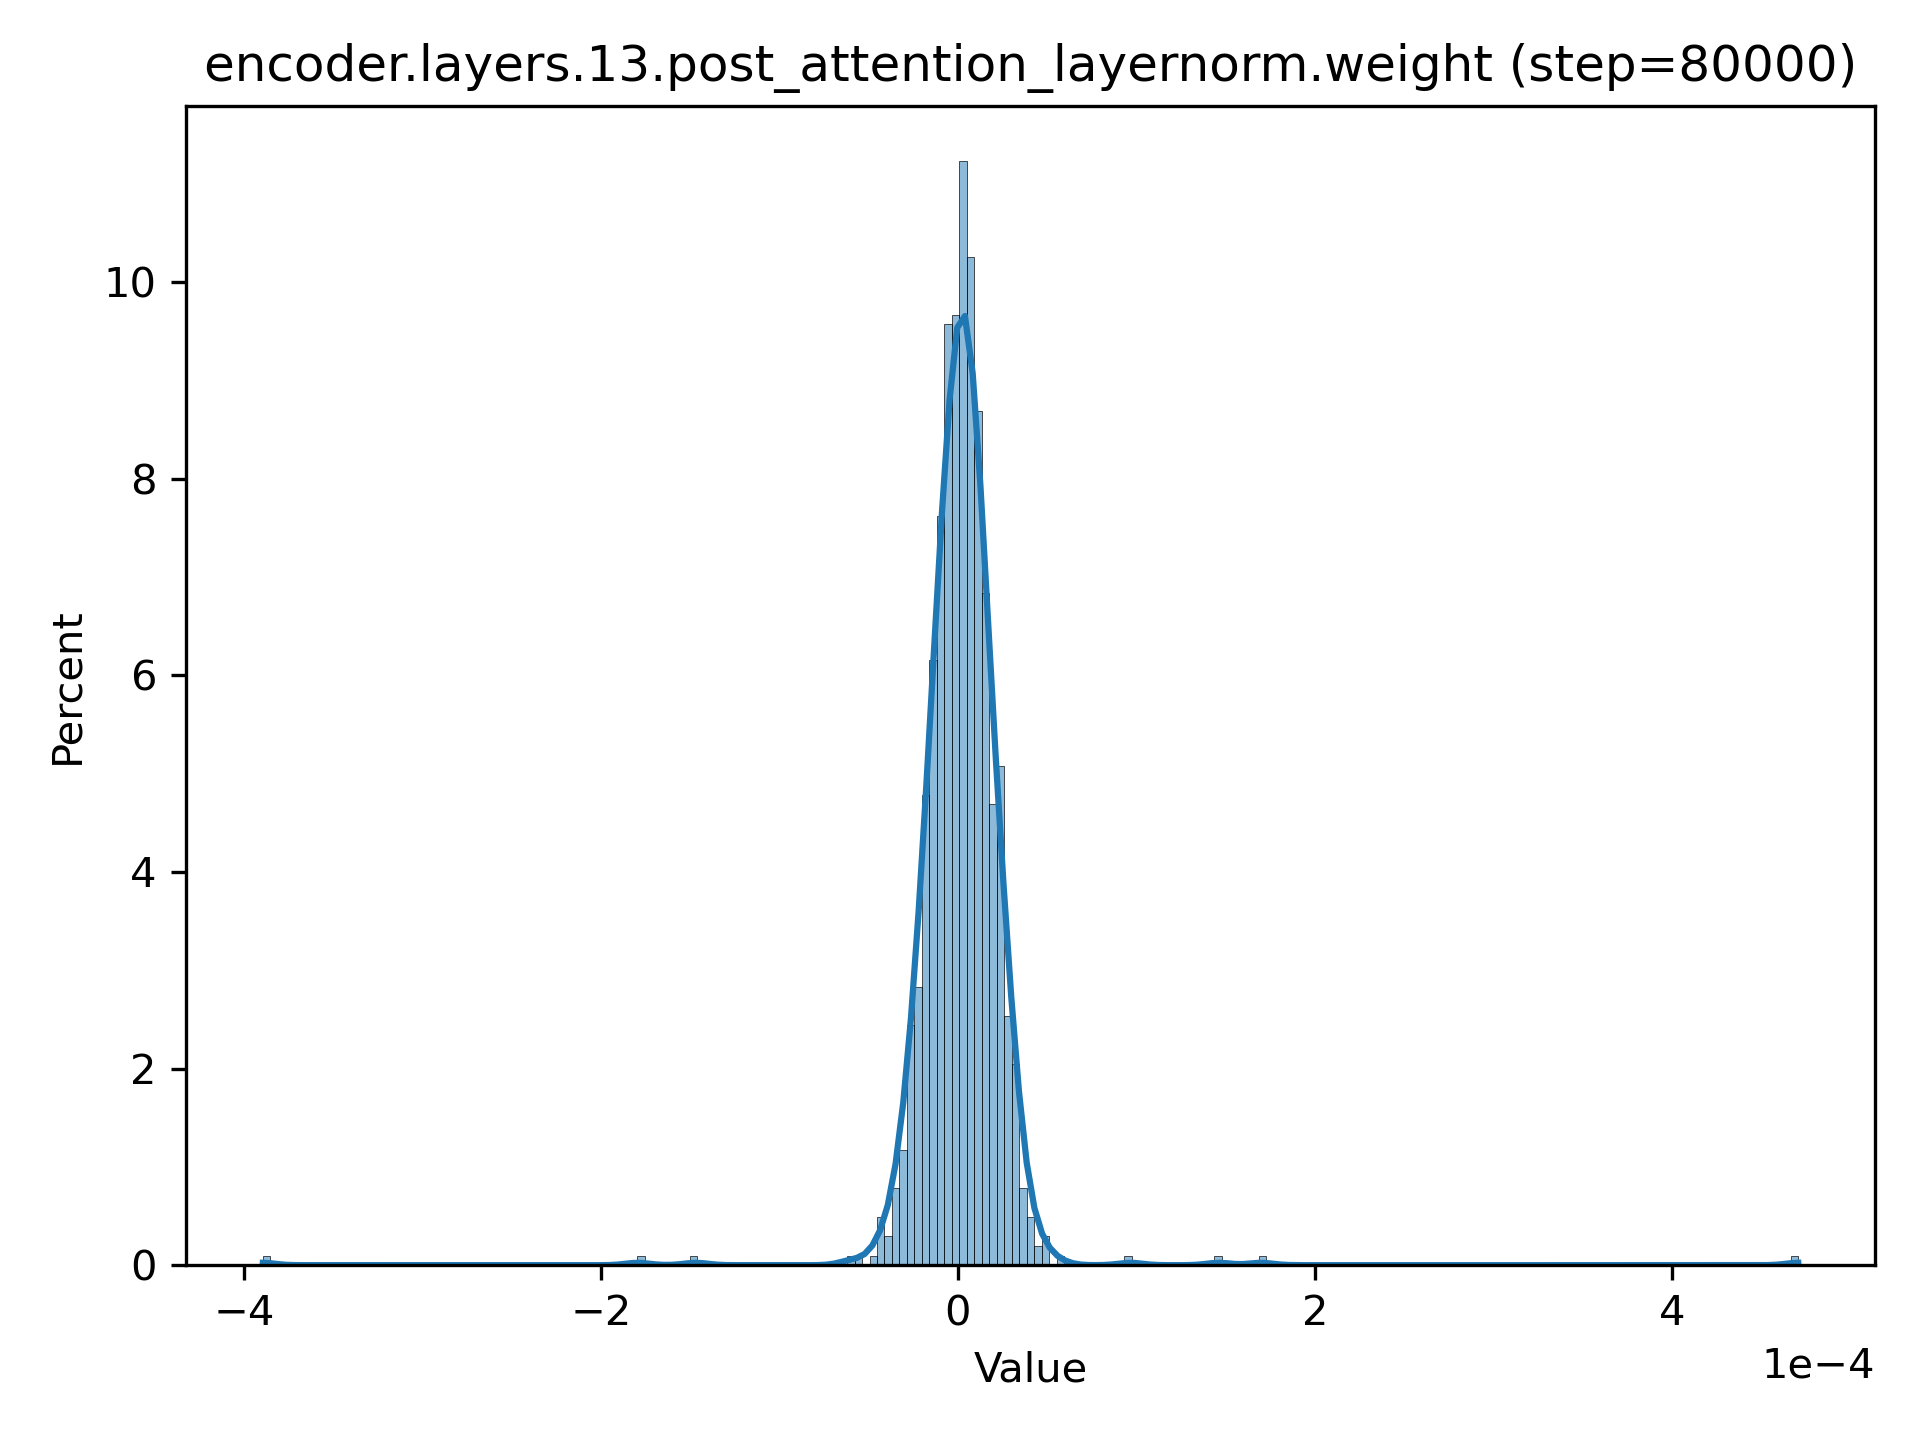 encoder.layers.13.post_attention_layernorm.weight (step=80000)
10
8
6
4
2
0
Percent
−4 −2 0 2 4
1e−4
Value